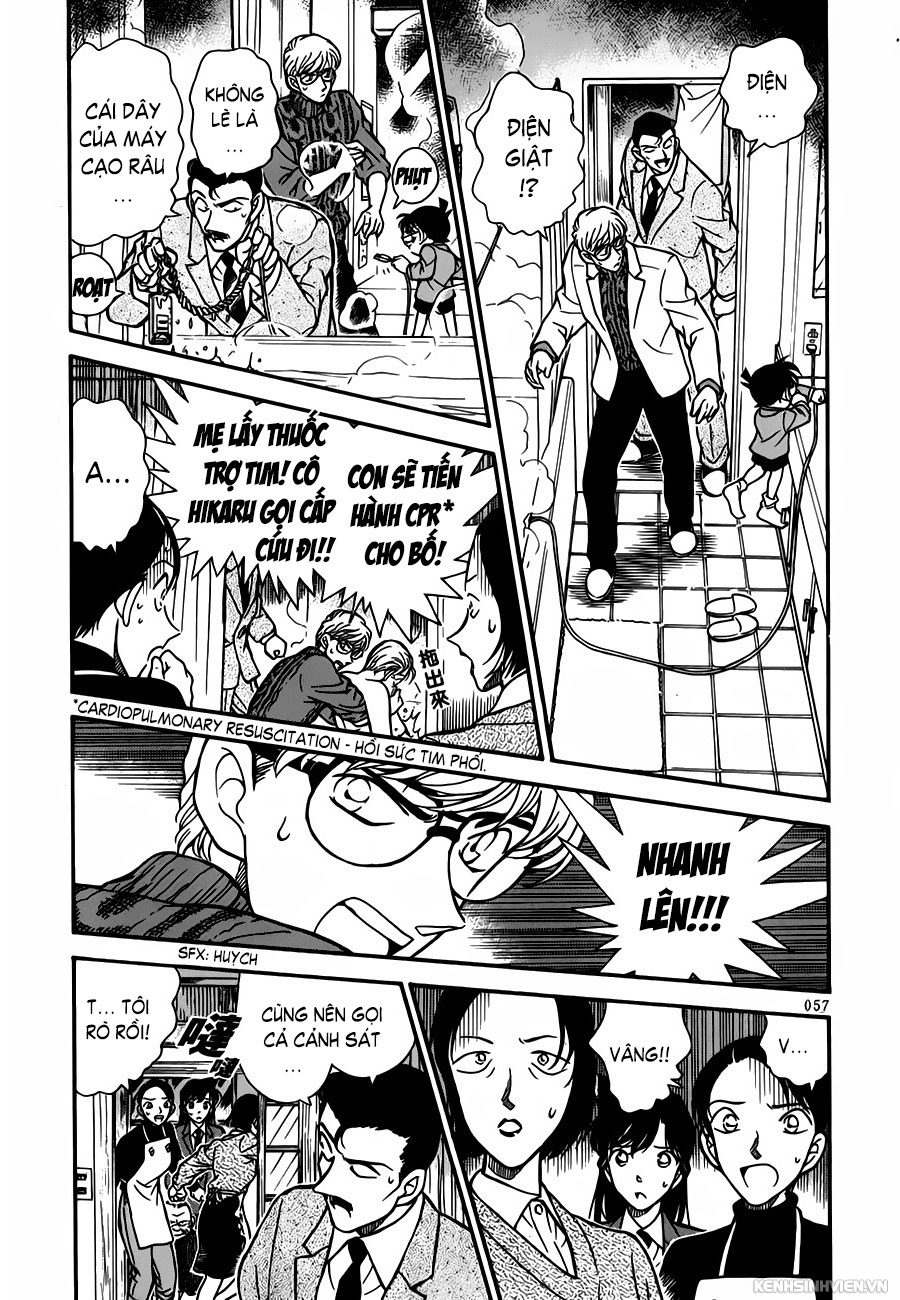 ĐIỆN
...
ĐIỆN
GIẬT
!?
KHÔNG
LẼ LÀ
...
CÁI DÂY
CỦA MÁY
CẠO RÂU
...
PHỤT
ROẠT
CON SẼ TIẾN
HÀNH CPR*
CHO BỐ!
MẸ LẤY THUỐC
TRỢ TIM! CÔ
HIKARU GỌI CẤP
CỨU ĐI!!
A...
拖出來
*CARDIOPULMONARY RESUSCITATION - HỒI SỨC TIM PHỔI.
NHANH
LÊN!!!
SFX: HUỴCH
057
V...
VÂNG!!
CŨNG NÊN GỌI
CẢ CẢNH SÁT
...
T... TÔI
RÕ RỒI!
噠
噠
KENHSINHVIEN.VN